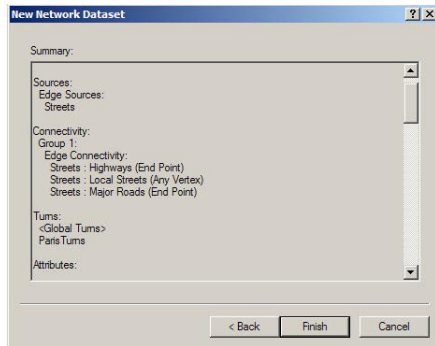 New Network Dataset
Summary:
Sources:
Edge Sources:
Streets
Connectivity:
Group 1:
Edge Connectivity:
Streets : Highways (End Point)
Streets : Local Streets (Any Vertex)
Streets : Major Roads (End Point)
Turns:
<Global Turns>
ParisTurns
Attributes:
< Back Finish Cancel